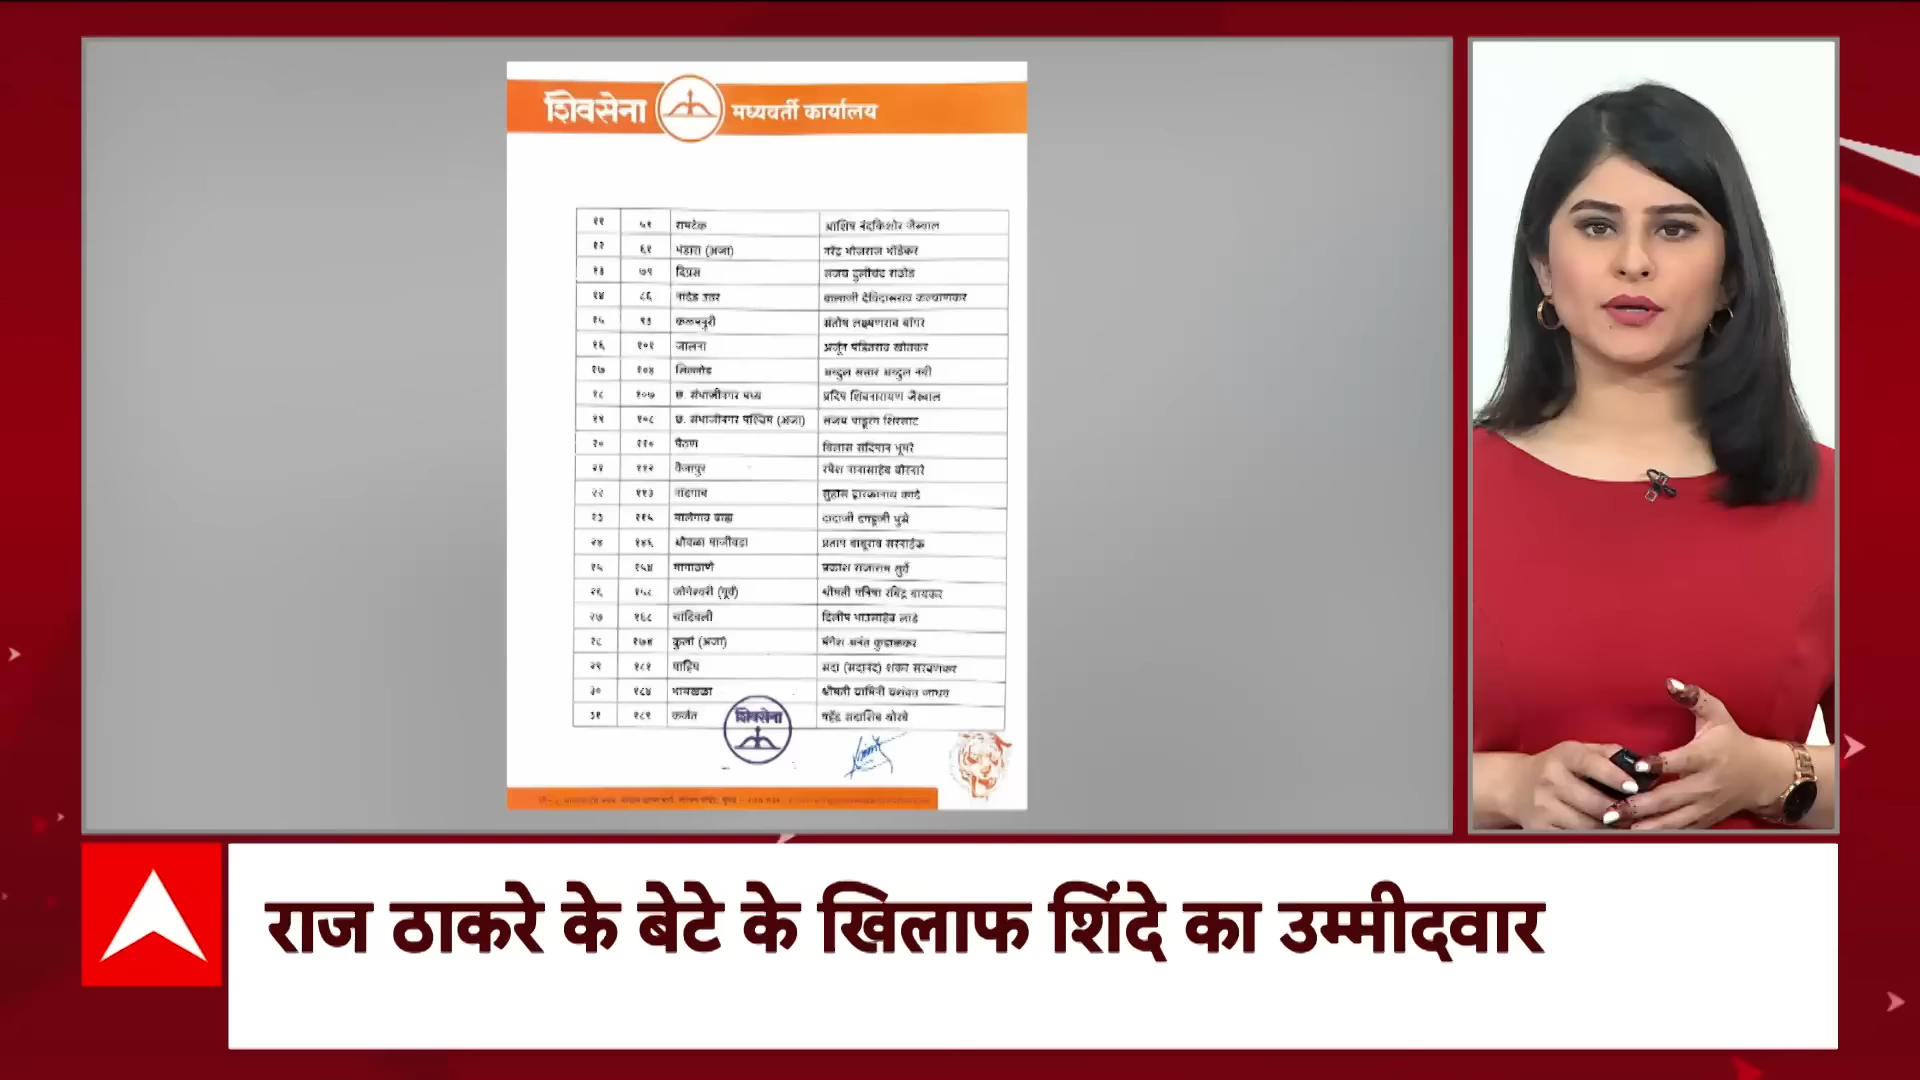 शिवसेना मध्यवर्ती कार्यालय
११ ५९ रामटेक आशिष नंदकिशोर जैस्वाल
१२ ६१ भंडारा (अजा) नरेंद्र भोजराज भोंडेकर
१३ ७९ दिग्रस संजय दुलीचंद राठोड
१४ ८६ नांदेड उत्तर बालाजी देविदासराव कल्याणकर
१५ ९३ कळमनुरी संतोष लक्ष्मणराव बांगर
१६ १०१ जालना अर्जुन पंडितराव खोतकर
१७ १०४ सिल्लोड अब्दुल सत्तार अब्दुल नबी
१८ १०७ छ. संभाजीनगर मध्य प्रदिप शिवनारायण जैस्वाल
१९ १०८ छ. संभाजीनगर पश्चिम (अजा) संजय पांडूरंग शिरसाट
२० ११० पैठण विलास संदिपान भूमरे
२१ ११२ वैजापूर रमेश नानासाहेब बोरनारे
२२ ११३ नांदगाव सुहास द्वारकानाथ कांदे
२३ ११५ मालेगाव बाह्य दादाजी दगडूजी भुसे
२४ १४६ ओवळा माजीवडा प्रताप बाबूराव सरनाईक
२५ १५४ मागाठाणे प्रकाश राजाराम सुर्वे
२६ १५८ जोगेश्वरी (पूर्व) श्रीमती मनिषा रविंद्र वायकर
२७ १६८ चांदिवली दिलीप भाऊसाहेब लांडे
२८ १७४ कुर्ला (अजा) मंगेश अनंत कुडाळकर
२९ १८१ माहिम सदा (सदानंद) शंकर सरवणकर
३० १८४ भायखळा श्रीमती यामिनी यशवंत जाधव
३१ १८९ कर्जत महेंद्र सदाशिव थोरवे
शिवसेना
राज ठाकरे के बेटे के खिलाफ शिंदे का उम्मीदवार